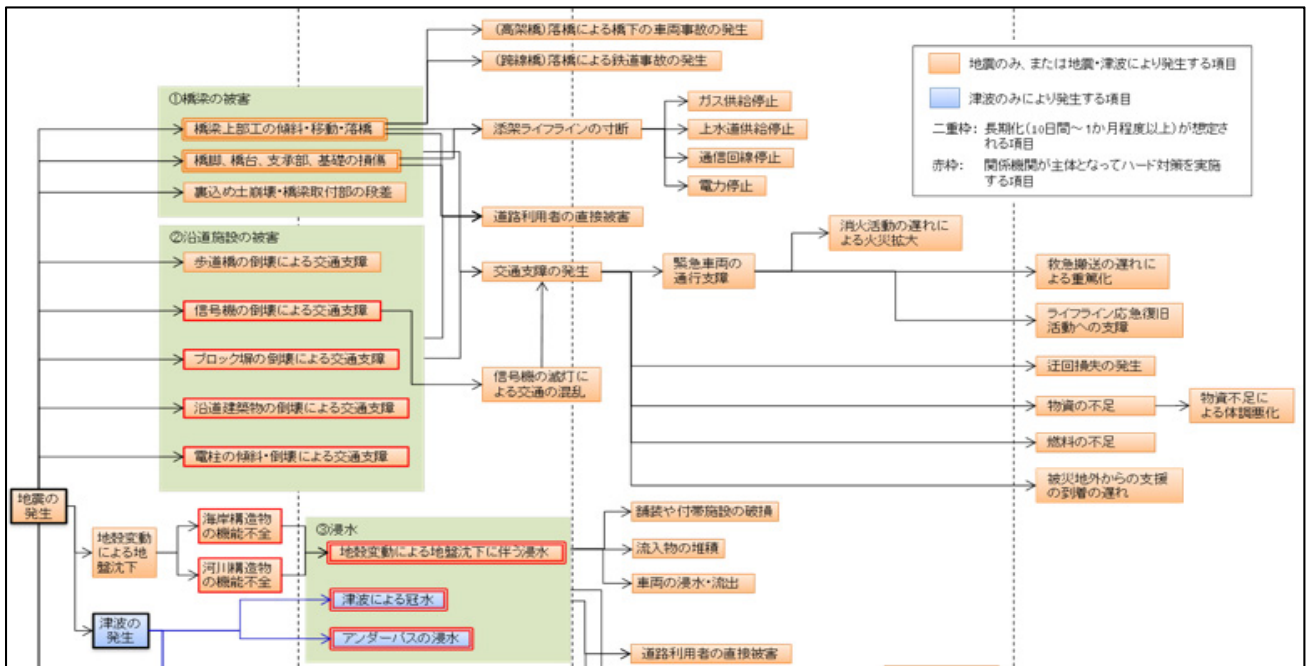 (高架橋)落橋による橋下の車両事故の発生
(跨線橋)落橋による鉄道事故の発生
地震のみ、または地震・津波により発生する項目
津波のみにより発生する項目
二重枠: 長期化(10日間~1か月程度以上)が想定さ
れる項目
赤枠: 関係機関が主体となってハード対策を実施
する項目
①橋梁の被害
橋梁上部工の傾斜・移動・落橋
橋脚、橋台、支承部、基礎の損傷
裏込め土崩壊・橋梁取付部の段差
添架ライフラインの寸断
ガス供給停止
上水道供給停止
通信回線停止
電力停止
道路利用者の直接被害
②沿道施設の被害
歩道橋の倒壊による交通支障
信号機の倒壊による交通支障
ブロック塀の倒壊による交通支障
沿道建築物の倒壊による交通支障
電柱の傾斜・倒壊による交通支障
交通支障の発生
信号機の滅灯に
よる交通の混乱
緊急車両の
通行支障
消火活動の遅れに
よる火災拡大
救急搬送の遅れに
よる重篤化
ライフライン応急復旧
活動への支障
迂回損失の発生
物資の不足
物資不足に
よる体調悪化
燃料の不足
被災地外からの支援
の到着の遅れ
地震の
発生
地殻変動
による地
盤沈下
海岸構造物
の機能不全
河川構造物
の機能不全
③浸水
地殻変動による地盤沈下に伴う浸水
津波による冠水
アンダーパスの浸水
舗装や付帯施設の破損
流入物の堆積
車両の浸水・流出
津波の
発生
道路利用者の直接被害